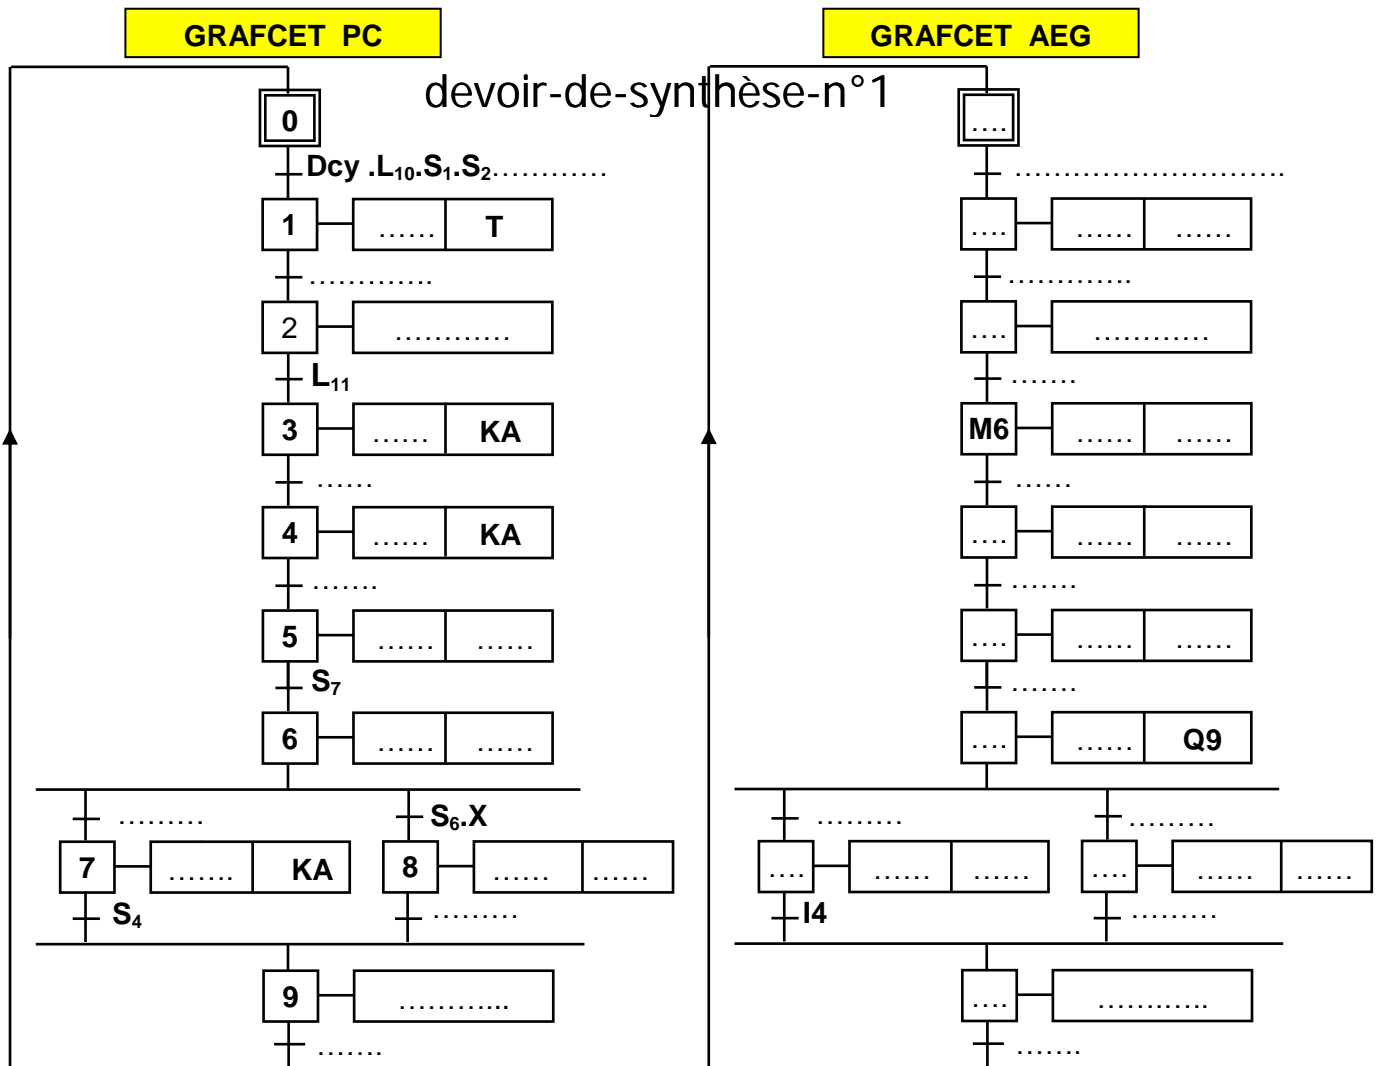 GRAFCET PC
GRAFCET AEG
devoir-de-synthèse-n°1
0
....
Dcy .L₁₀.S₁.S₂............
...........................
1 ...... T
.... ...... ......
.............
.............
2 ............
.... ............
L₁₁
.......
3 ...... KA
M6 ...... ......
......
......
4 ...... KA
.... ...... ......
.......
.......
5 ...... ......
.... ...... ......
S₇
.......
6 ...... ......
.... ...... Q9
.........
S₆.X
.........
.........
7 ....... KA
8 ...... ......
.... ...... ......
.... ...... ......
S₄
.........
I4
.........
9 ............
.... ............
.......
.......